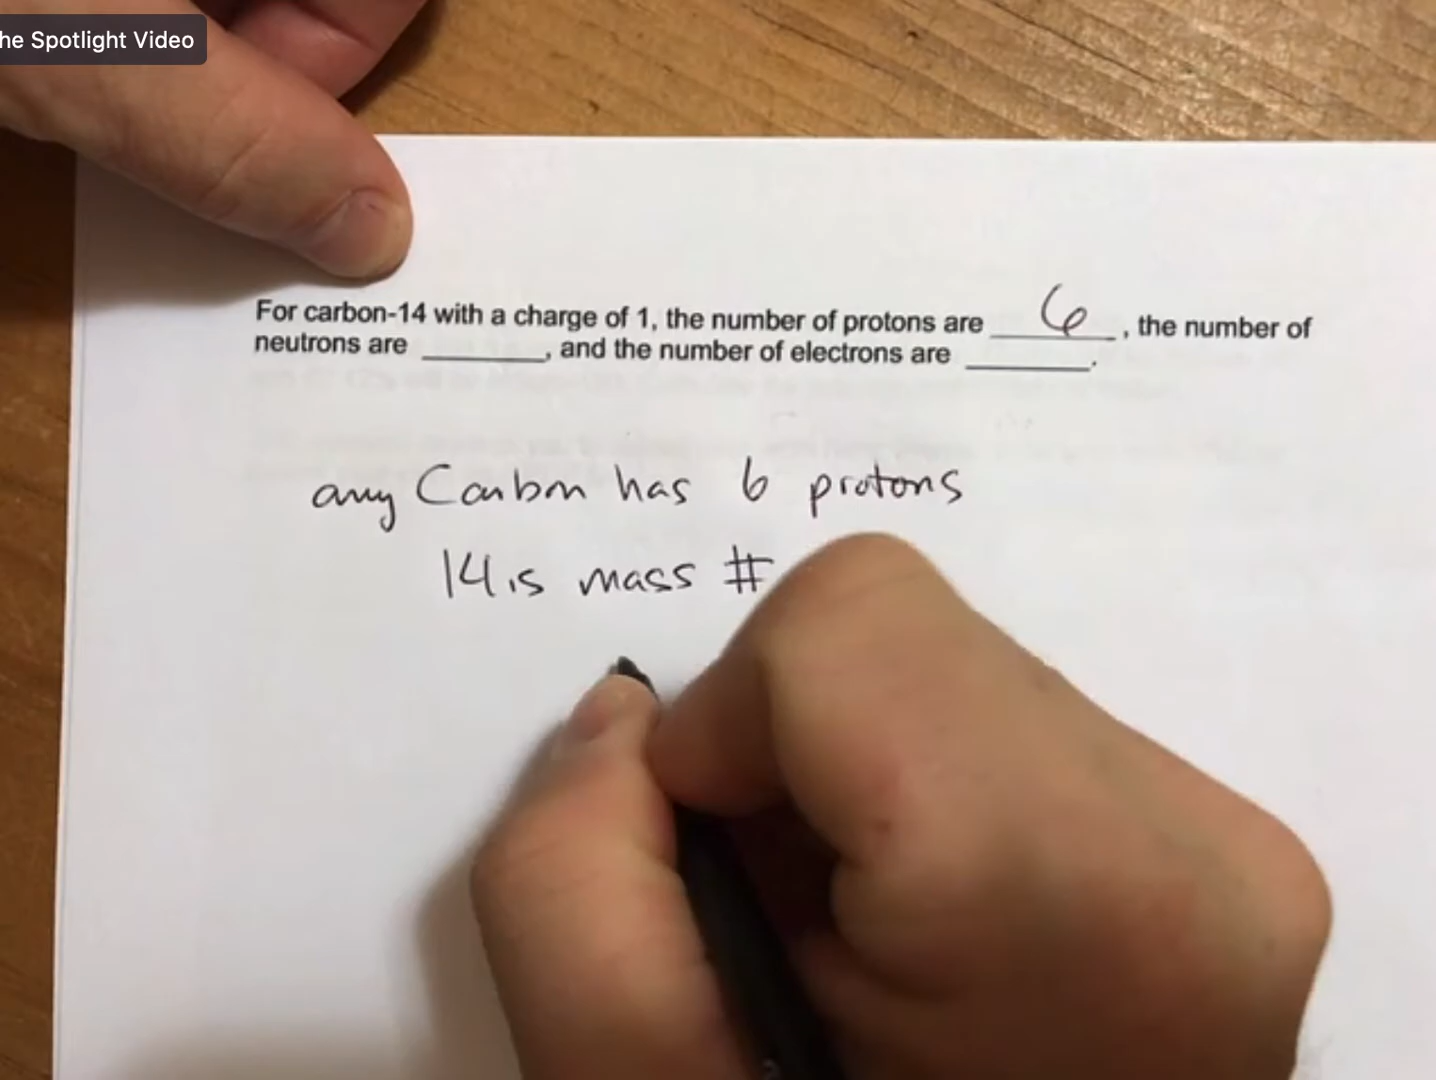 he Spotlight Video
For carbon-14 with a charge of 1, the number of protons are 6, the number of
neutrons are ________, and the number of electrons are ________.
any Carbon has 6 protons
14 is mass #